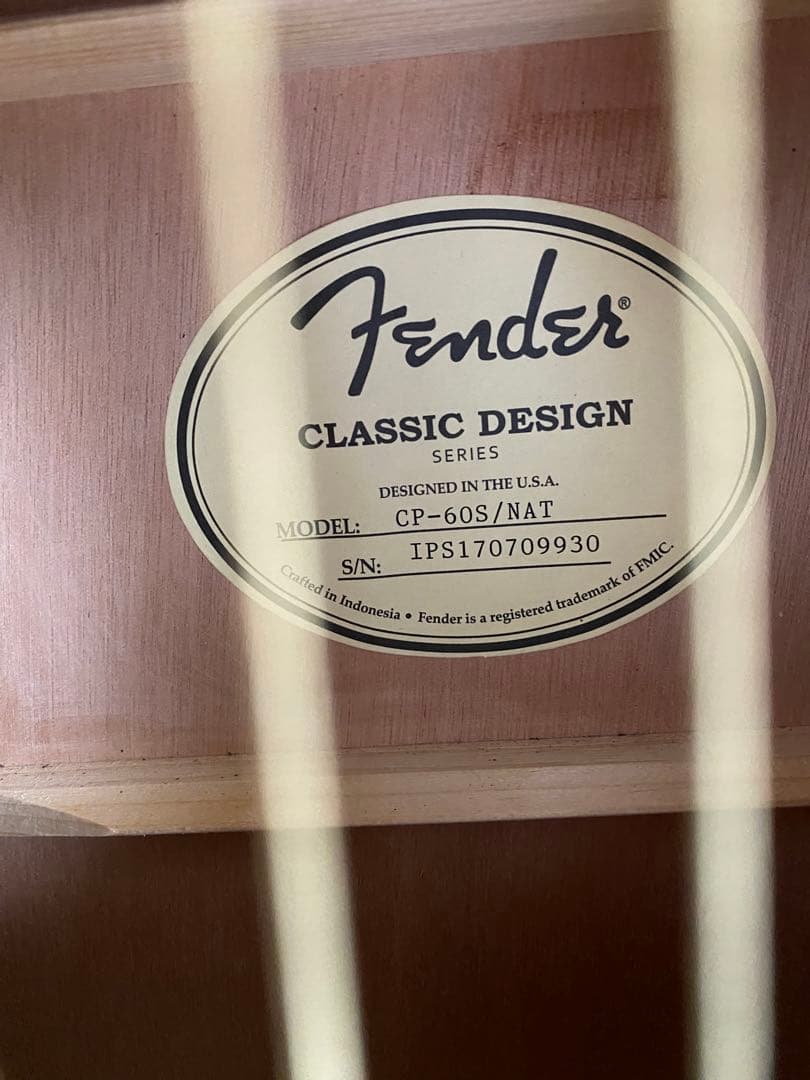 Fender®
CLASSIC DESIGN
SERIES
DESIGNED IN THE U.S.A.
MODEL: CP-60S/NAT
S/N: IPS170709930
Crafted in Indonesia • Fender is a registered trademark of FMIC.